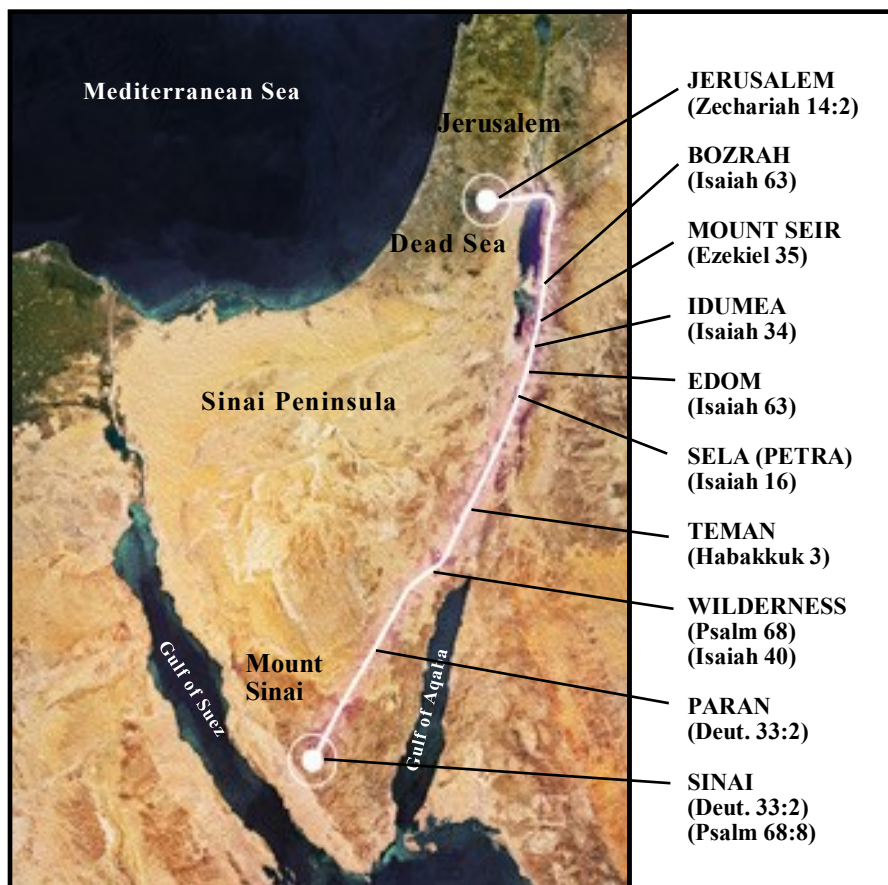 Mediterranean Sea
Jerusalem
Dead Sea
Sinai Peninsula
Mount
Sinai
Gulf of Suez
Gulf of Aqaba
JERUSALEM
(Zechariah 14:2)
BOZRAH
(Isaiah 63)
MOUNT SEIR
(Ezekiel 35)
IDUMEA
(Isaiah 34)
EDOM
(Isaiah 63)
SELA (PETRA)
(Isaiah 16)
TEMAN
(Habakkuk 3)
WILDERNESS
(Psalm 68)
(Isaiah 40)
PARAN
(Deut. 33:2)
SINAI
(Deut. 33:2)
(Psalm 68:8)